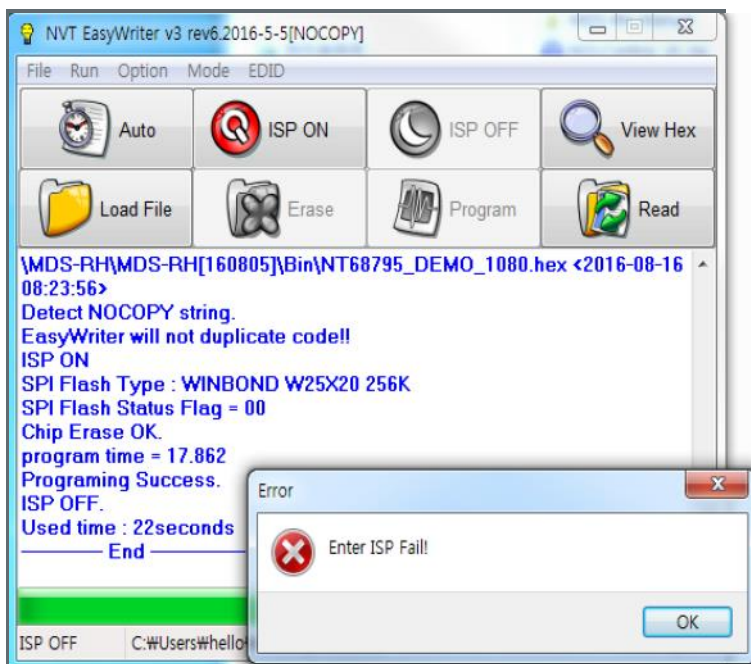 NVT EasyWriter v3 rev6.2016-5-5[NOCOPY]
File Run Option Mode EDID
Auto ISP ON ISP OFF View Hex
Load File Erase Program Read
\MDS-RH\MDS-RH[160805]\Bin\NT68795_DEMO_1080.hex <2016-08-16
08:23:56>
Detect NOCOPY string.
EasyWriter will not duplicate code!!
ISP ON
SPI Flash Type : WINBOND W25X20 256K
SPI Flash Status Flag = 00
Chip Erase OK.
program time = 17.862
Programing Success.
ISP OFF.
Used time : 22seconds
——— End ———
Error
Enter ISP Fail!
OK
ISP OFF C:₩Users₩hello